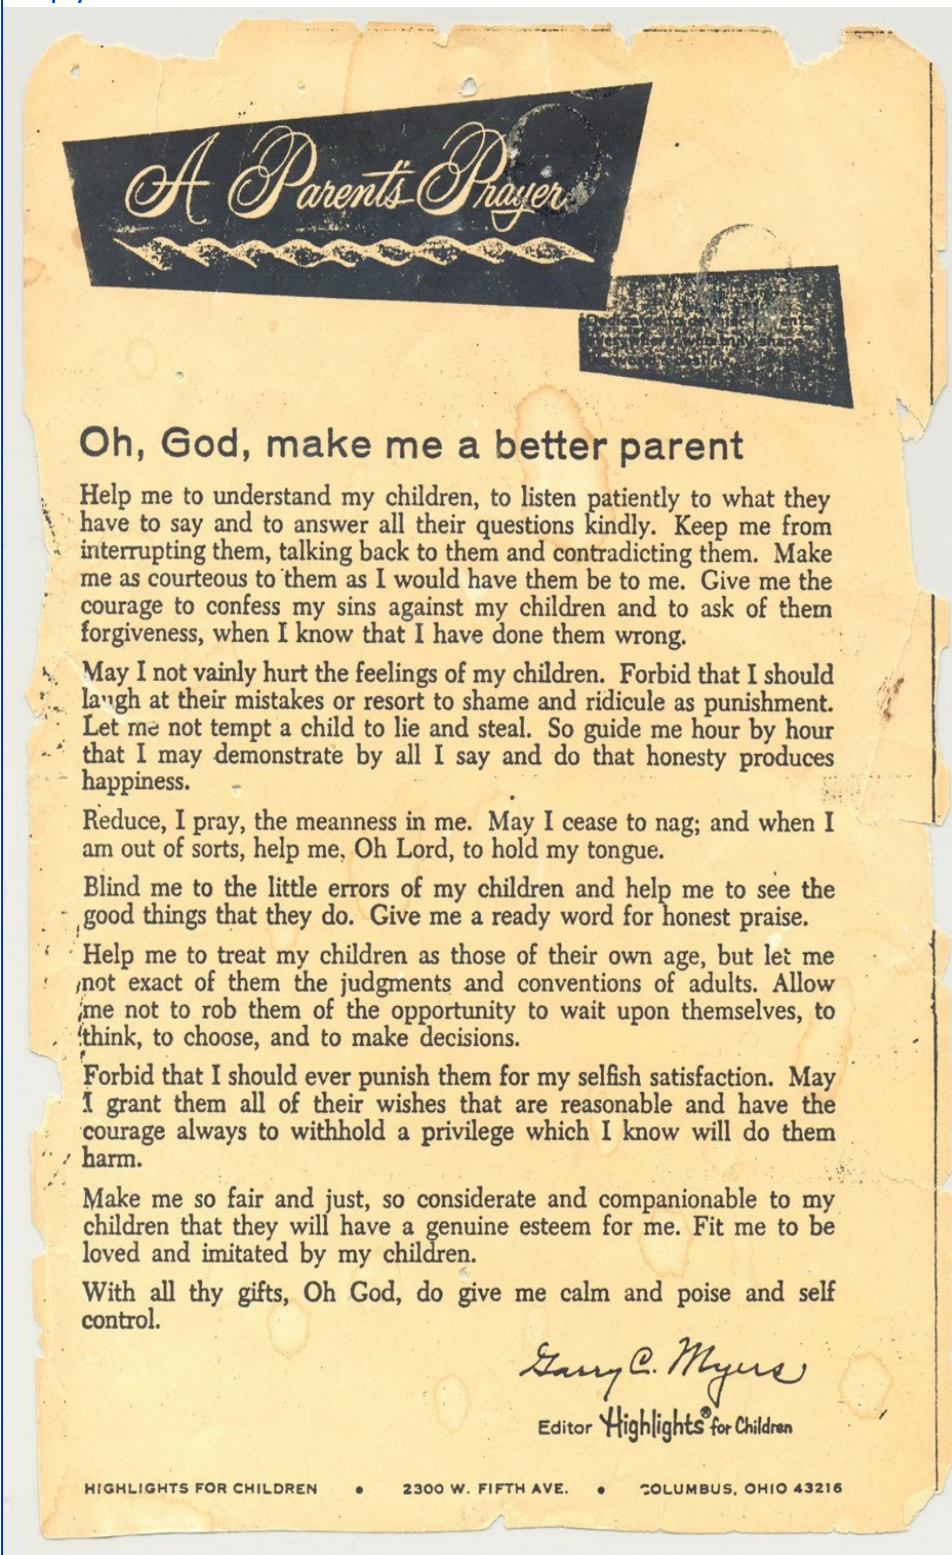 A Parent's Prayer
Dedicated to
everywhere, who truly shape
the world's destiny
Oh, God, make me a better parent
Help me to understand my children, to listen patiently to what they
have to say and to answer all their questions kindly. Keep me from
interrupting them, talking back to them and contradicting them. Make
me as courteous to them as I would have them be to me. Give me the
courage to confess my sins against my children and to ask of them
forgiveness, when I know that I have done them wrong.
May I not vainly hurt the feelings of my children. Forbid that I should
laugh at their mistakes or resort to shame and ridicule as punishment.
Let me not tempt a child to lie and steal. So guide me hour by hour
that I may demonstrate by all I say and do that honesty produces
happiness.
Reduce, I pray, the meanness in me. May I cease to nag; and when I
am out of sorts, help me, Oh Lord, to hold my tongue.
Blind me to the little errors of my children and help me to see the
good things that they do. Give me a ready word for honest praise.
Help me to treat my children as those of their own age, but let me
not exact of them the judgments and conventions of adults. Allow
me not to rob them of the opportunity to wait upon themselves, to
think, to choose, and to make decisions.
Forbid that I should ever punish them for my selfish satisfaction. May
I grant them all of their wishes that are reasonable and have the
courage always to withhold a privilege which I know will do them
harm.
Make me so fair and just, so considerate and companionable to my
children that they will have a genuine esteem for me. Fit me to be
loved and imitated by my children.
With all thy gifts, Oh God, do give me calm and poise and self
control.
Garry C. Myers
Editor Highlights® for Children
HIGHLIGHTS FOR CHILDREN • 2300 W. FIFTH AVE. • COLUMBUS, OHIO 43216